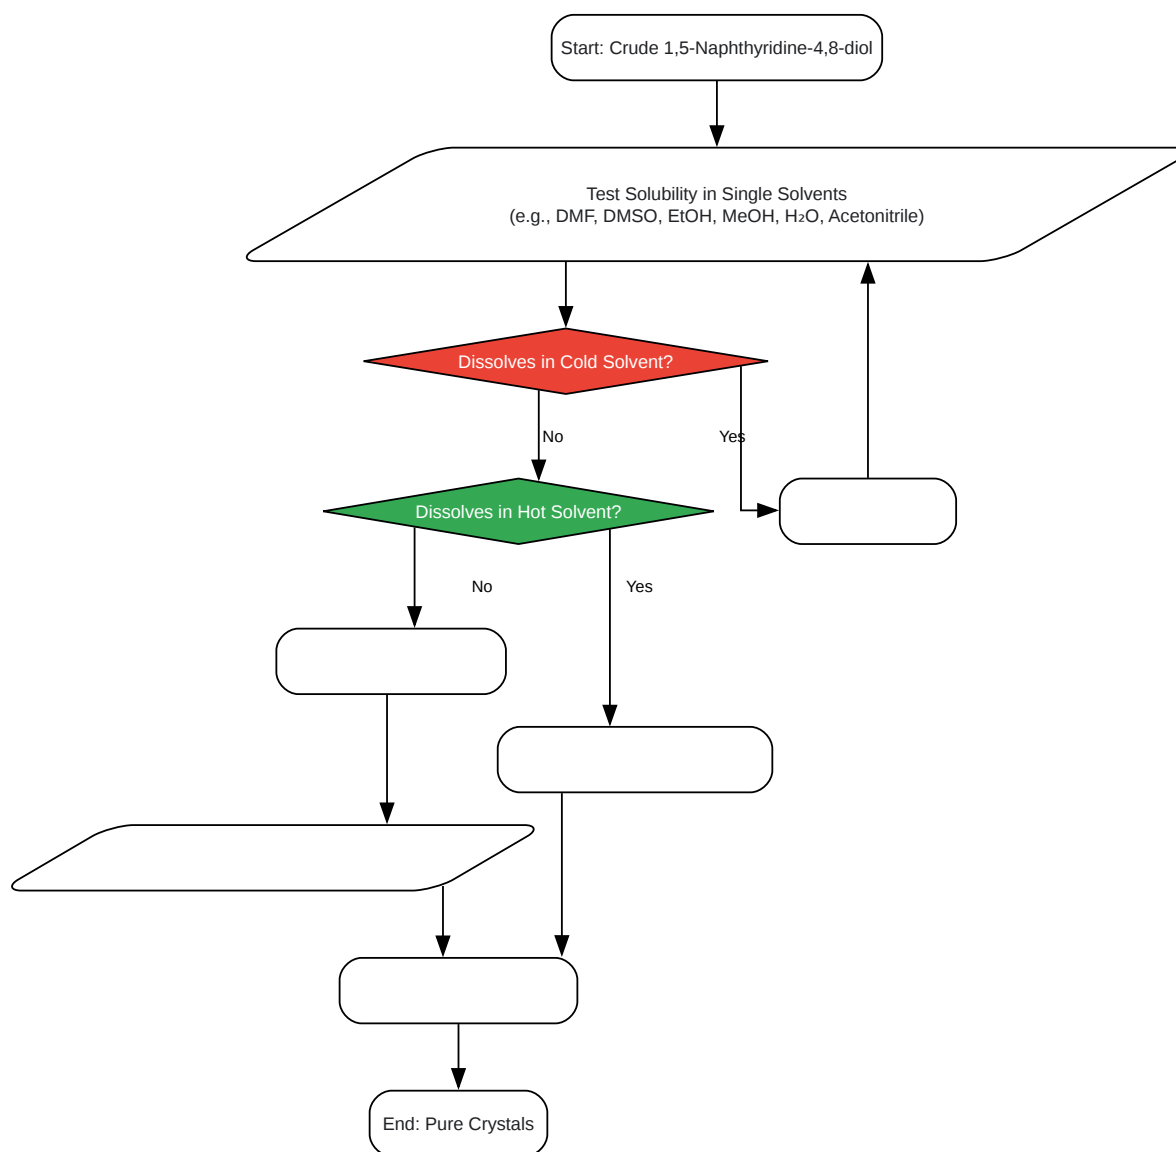 Start: Crude 1,5-Naphthyridine-4,8-diol
Test Solubility in Single Solvents
(e.g., DMF, DMSO, EtOH, MeOH, H₂O, Acetonitrile)
Dissolves in Cold Solvent?
No
Yes
Dissolves in Hot Solvent?
No
Yes
End: Pure Crystals